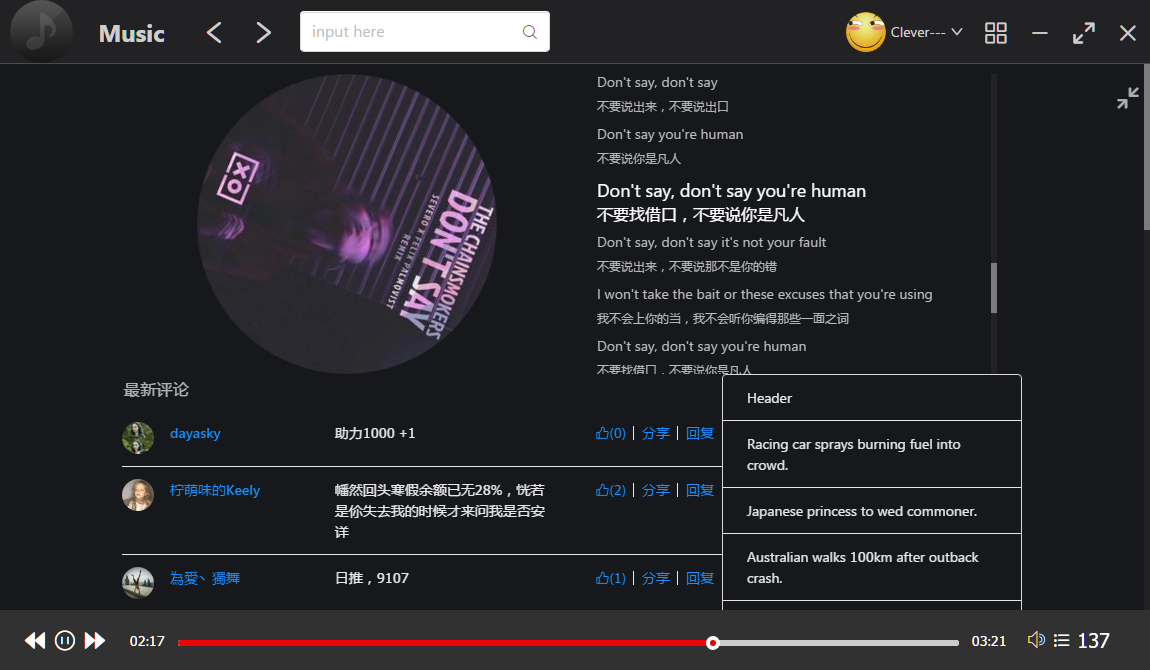 Music
input here
Clever---
THE CHAINSMOKERS
DON'T SAY
SEVERO X FELIX PALMQVIST
REMIX
Don't say, don't say
不要说出来，不要说出口
Don't say you're human
不要说你是凡人
Don't say, don't say you're human
不要找借口，不要说你是凡人
Don't say, don't say it's not your fault
不要说出来，不要说那不是你的错
I won't take the bait or these excuses that you're using
我不会上你的当，我不会听你编得那些一面之词
Don't say, don't say you're human
不要找借口，不要说你是凡人
最新评论
dayasky
助力1000 +1
(0) | 分享 | 回复
柠萌味的Keely
幡然回头寒假余额已无28%，恍若
是伱失去我的时候才来问我是否安
详
(2) | 分享 | 回复
為愛丶獨舞
日推，9107
(1) | 分享 | 回复
Header
Racing car sprays burning fuel into
crowd.
Japanese princess to wed commoner.
Australian walks 100km after outback
crash.
02:17
03:21
137